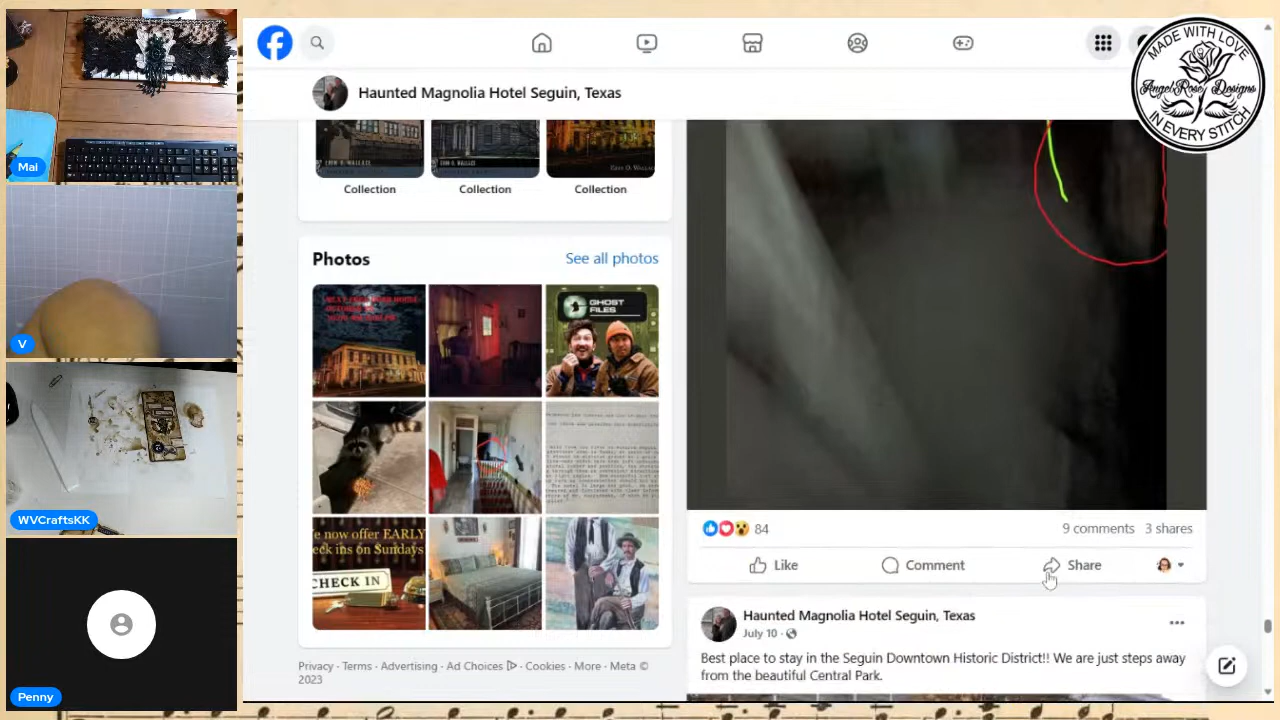 Mai
V
WVCraftsKK
Penny
Haunted Magnolia Hotel Seguin, Texas
MADE WITH LOVE
AngelRose Designs
IN EVERY STITCH
Collection
Collection
Collection
Photos
See all photos
GHOST
FILES
e now offer EARLY
eck ins on Sundays
CHECK IN
Privacy · Terms · Advertising · Ad Choices · Cookies · More · Meta ©
2023
84
9 comments 3 shares
Like
Comment
Share
Haunted Magnolia Hotel Seguin, Texas
July 10 ·
Best place to stay in the Seguin Downtown Historic District!! We are just steps away
from the beautiful Central Park.